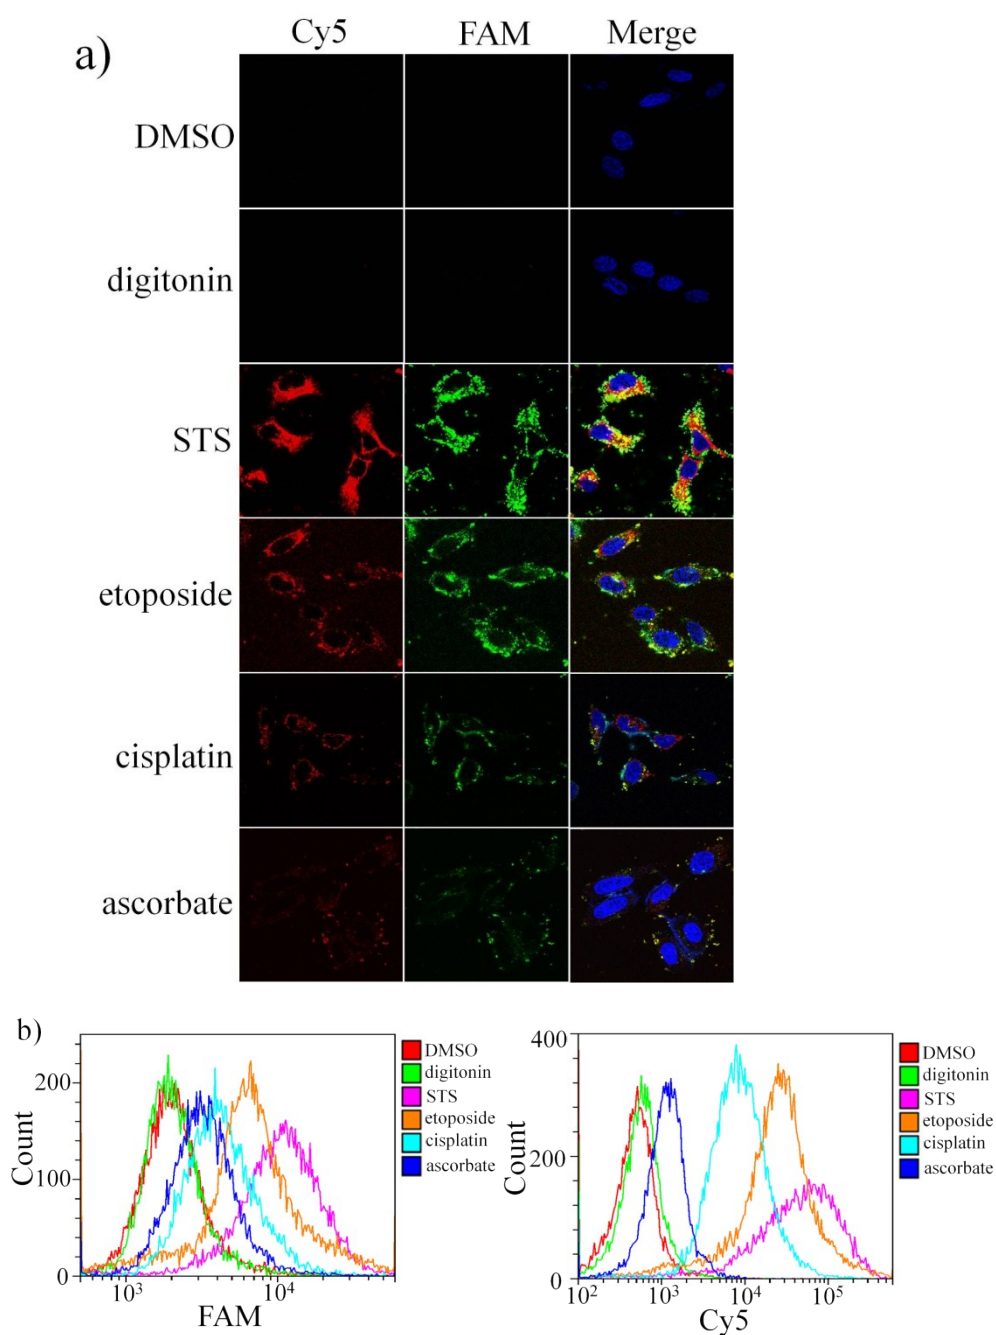 Cy5 FAM Merge
a)
DMSO
digitonin
STS
etoposide
cisplatin
ascorbate
b)
200
100
0
Count
10³ 10⁴
FAM
DMSO
digitonin
STS
etoposide
cisplatin
ascorbate
400
200
0
Count
10² 10³ 10⁴ 10⁵
Cy5
DMSO
digitonin
STS
etoposide
cisplatin
ascorbate